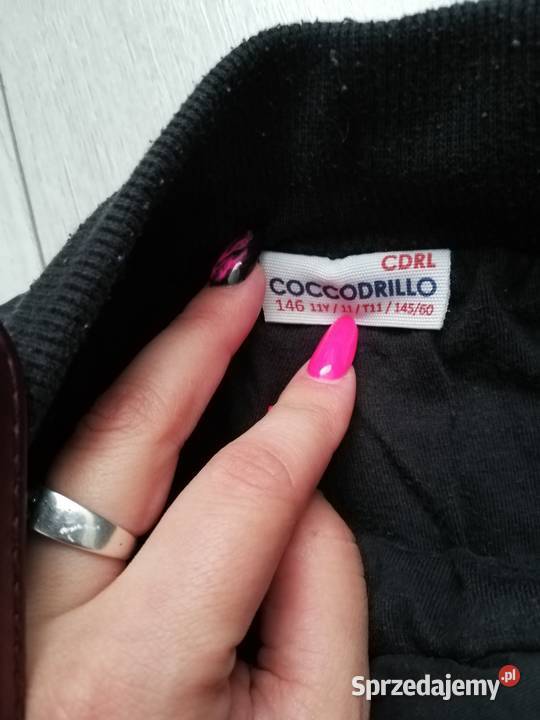 CDRL
COCCODRILLO
146 11Y / 11 / T11 / 145/60
Sprzedajemy.pl